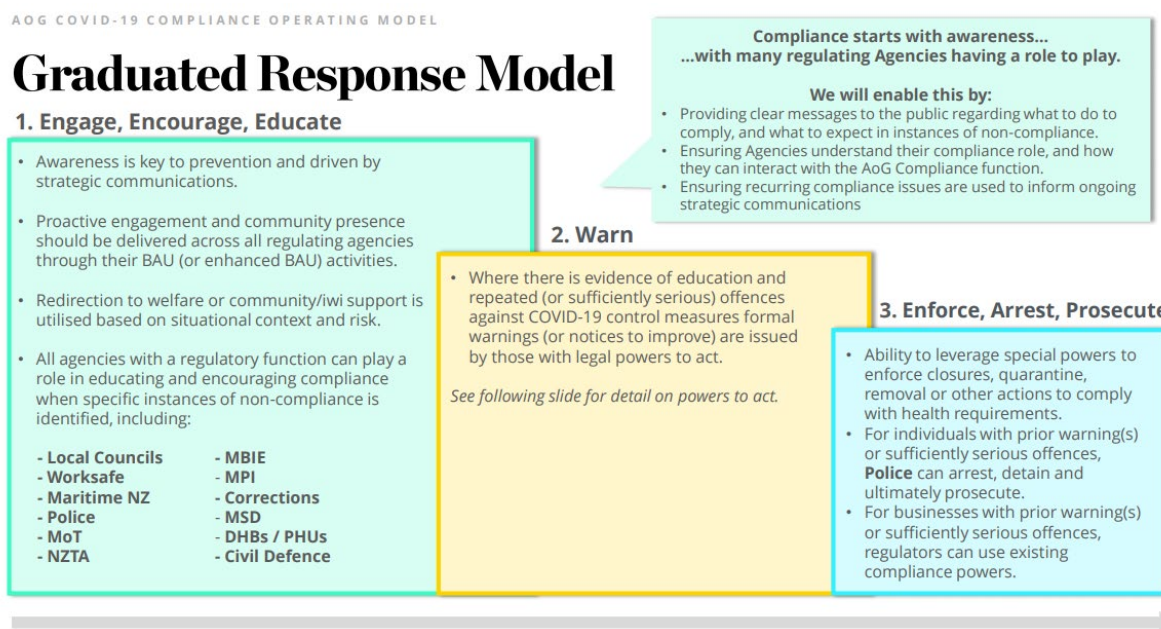 AOG COVID-19 COMPLIANCE OPERATING MODEL
Graduated Response Model
Compliance starts with awareness...
...with many regulating Agencies having a role to play.
We will enable this by:
• Providing clear messages to the public regarding what to do to
comply, and what to expect in instances of non-compliance.
• Ensuring Agencies understand their compliance role, and how
they can interact with the AoG Compliance function.
• Ensuring recurring compliance issues are used to inform ongoing
strategic communications
1. Engage, Encourage, Educate
• Awareness is key to prevention and driven by
strategic communications.
• Proactive engagement and community presence
should be delivered across all regulating agencies
through their BAU (or enhanced BAU) activities.
• Redirection to welfare or community/iwi support is
utilised based on situational context and risk.
• All agencies with a regulatory function can play a
role in educating and encouraging compliance
when specific instances of non-compliance is
identified, including:
- Local Councils
- Worksafe
- Maritime NZ
- Police
- MoT
- NZTA
- MBIE
- MPI
- Corrections
- MSD
- DHBs / PHUs
- Civil Defence
2. Warn
• Where there is evidence of education and
repeated (or sufficiently serious) offences
against COVID-19 control measures formal
warnings (or notices to improve) are issued
by those with legal powers to act.
See following slide for detail on powers to act.
3. Enforce, Arrest, Prosecute
• Ability to leverage special powers to
enforce closures, quarantine,
removal or other actions to comply
with health requirements.
• For individuals with prior warning(s)
or sufficiently serious offences,
Police can arrest, detain and
ultimately prosecute.
• For businesses with prior warning(s)
or sufficiently serious offences,
regulators can use existing
compliance powers.